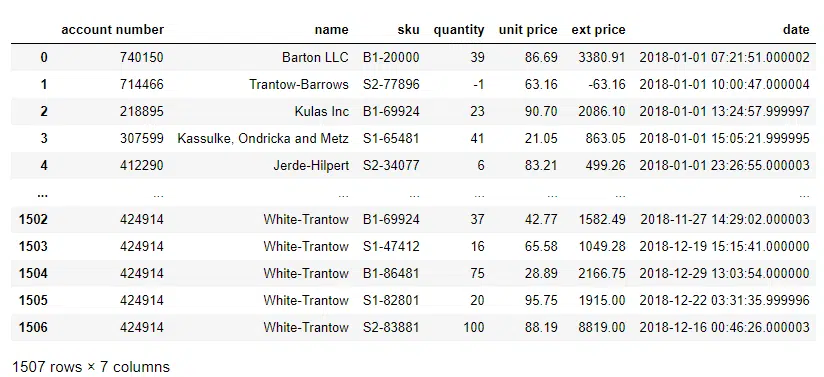 account number name sku quantity unit price ext price date
0 740150 Barton LLC B1-20000 39 86.69 3380.91 2018-01-01 07:21:51.000002
1 714466 Trantow-Barrows S2-77896 -1 63.16 -63.16 2018-01-01 10:00:47.000004
2 218895 Kulas Inc B1-69924 23 90.70 2086.10 2018-01-01 13:24:57.999997
3 307599 Kassulke, Ondricka and Metz S1-65481 41 21.05 863.05 2018-01-01 15:05:21.999995
4 412290 Jerde-Hilpert S2-34077 6 83.21 499.26 2018-01-01 23:26:55.000003
... ... ... ... ... ... ... ...
1502 424914 White-Trantow B1-69924 37 42.77 1582.49 2018-11-27 14:29:02.000003
1503 424914 White-Trantow S1-47412 16 65.58 1049.28 2018-12-19 15:15:41.000000
1504 424914 White-Trantow B1-86481 75 28.89 2166.75 2018-12-29 13:03:54.000000
1505 424914 White-Trantow S1-82801 20 95.75 1915.00 2018-12-22 03:31:35.999996
1506 424914 White-Trantow S2-83881 100 88.19 8819.00 2018-12-16 00:46:26.000003
1507 rows × 7 columns